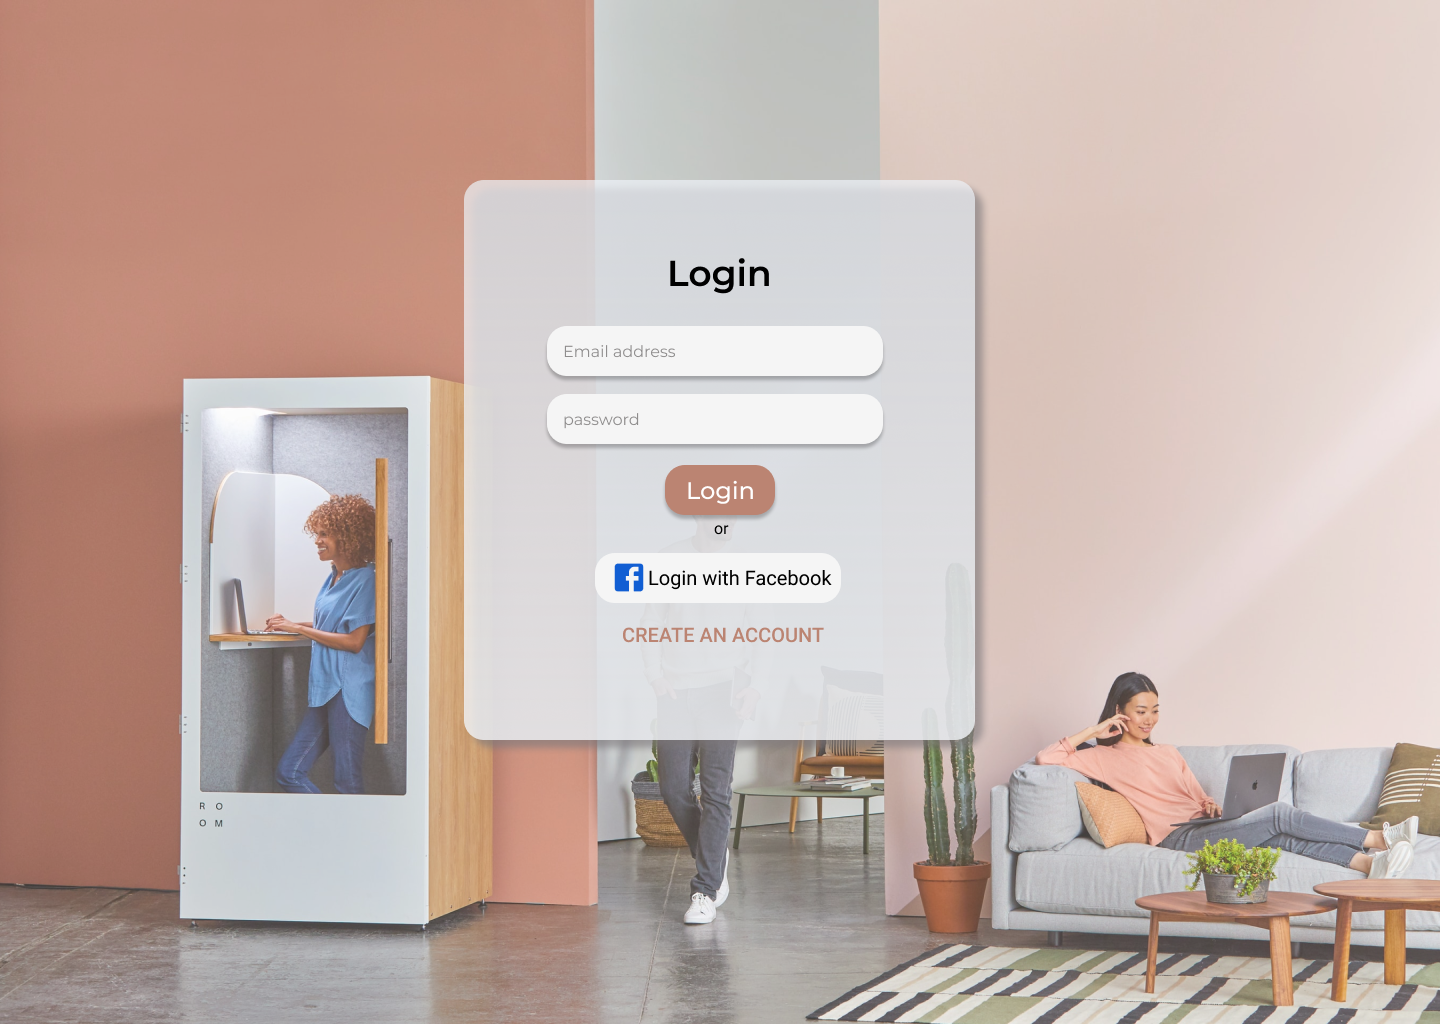 Login
Email address
password
Login
or
Login with Facebook
CREATE AN ACCOUNT
R O
O M